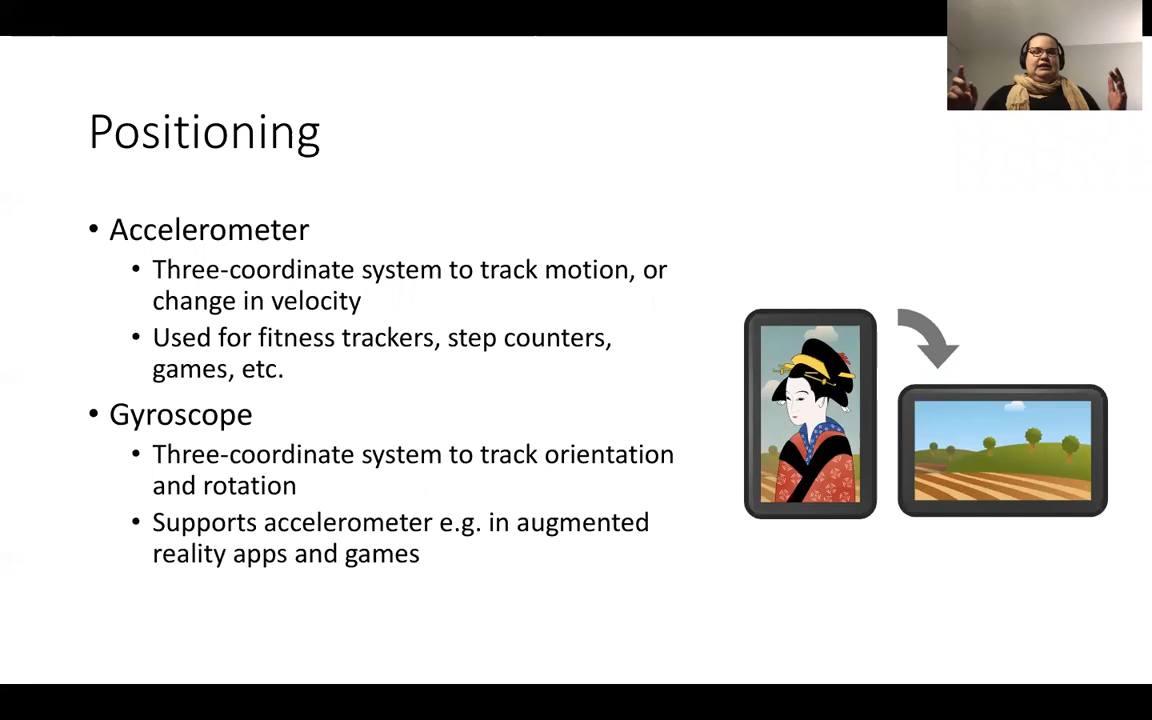 Positioning
• Accelerometer
• Three-coordinate system to track motion, or
change in velocity
• Used for fitness trackers, step counters,
games, etc.
• Gyroscope
• Three-coordinate system to track orientation
and rotation
• Supports accelerometer e.g. in augmented
reality apps and games